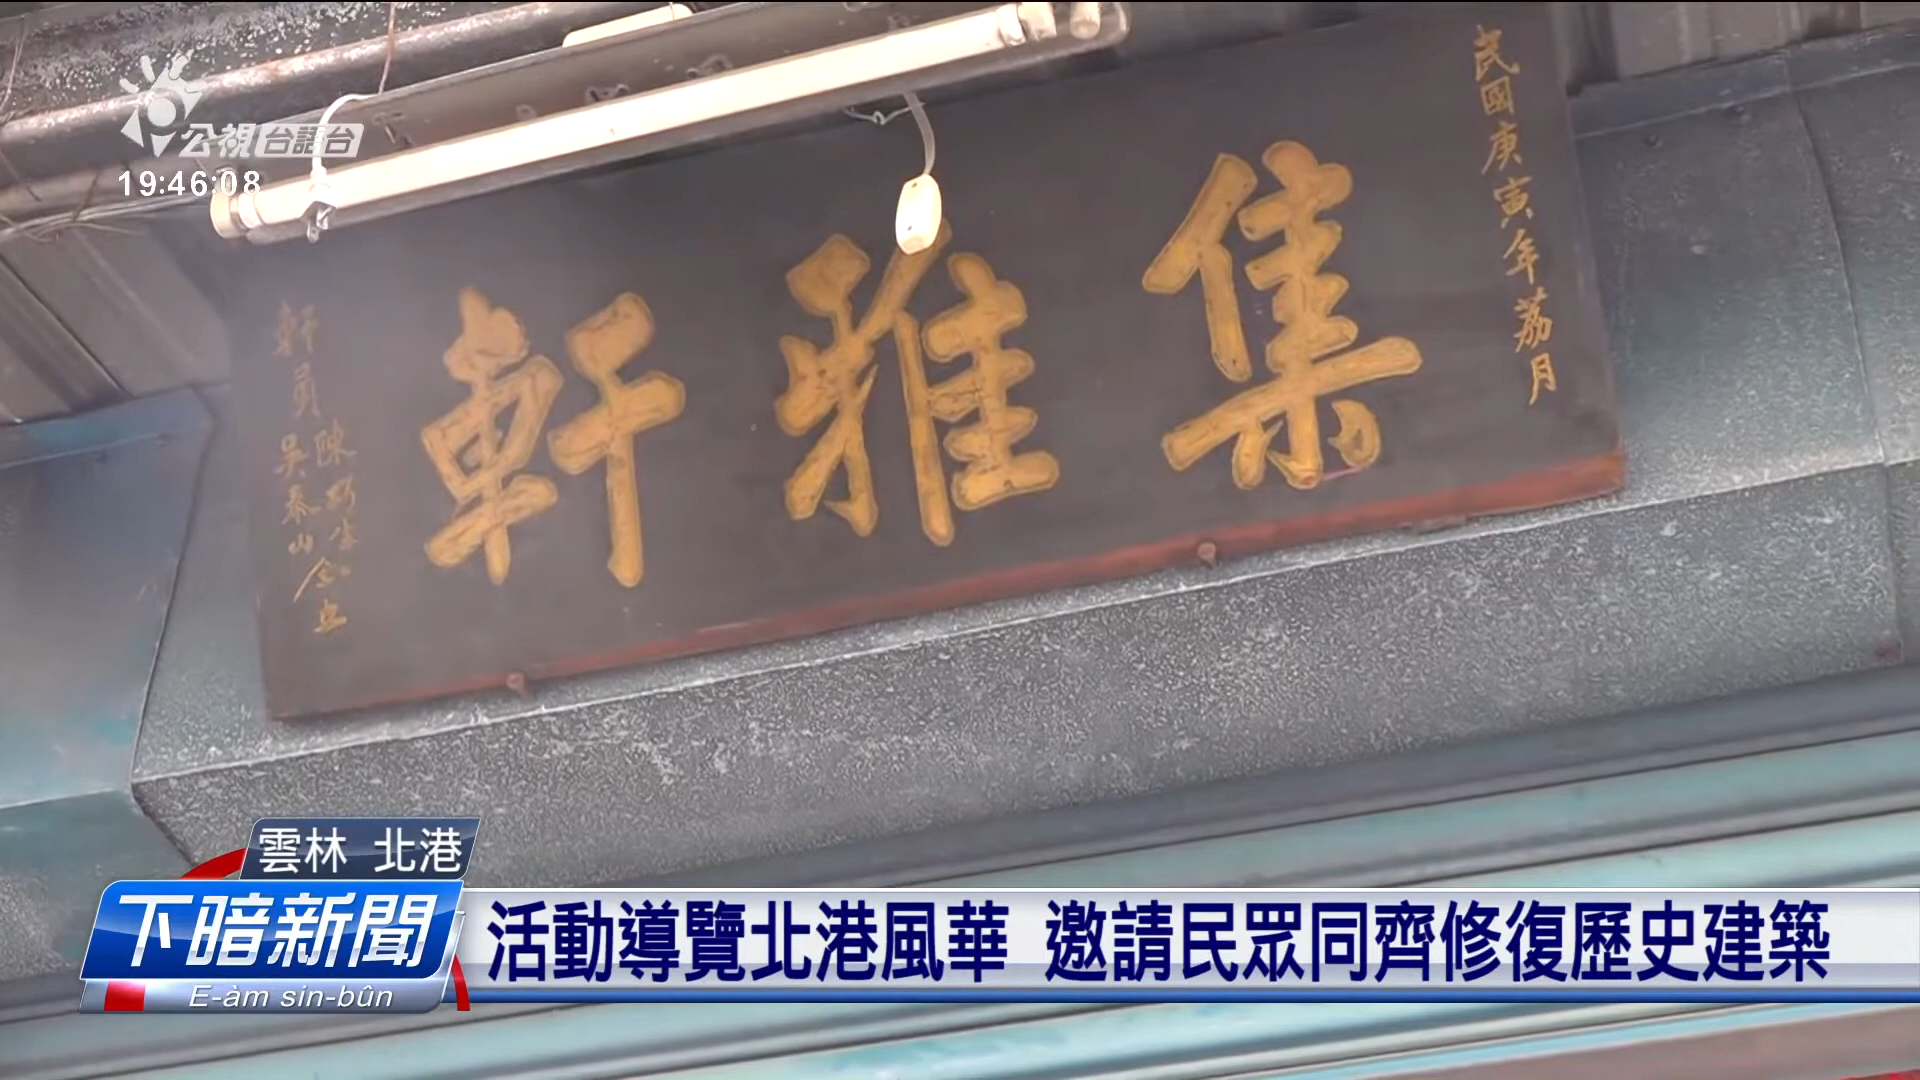 公視台語台
19:46:08
民國庚寅年荔月
集雅軒
軒員
吳泰山
雲林 北港
下暗新聞
E-àm sin-bûn
活動導覽北港風華 邀請民眾同齊修復歷史建築